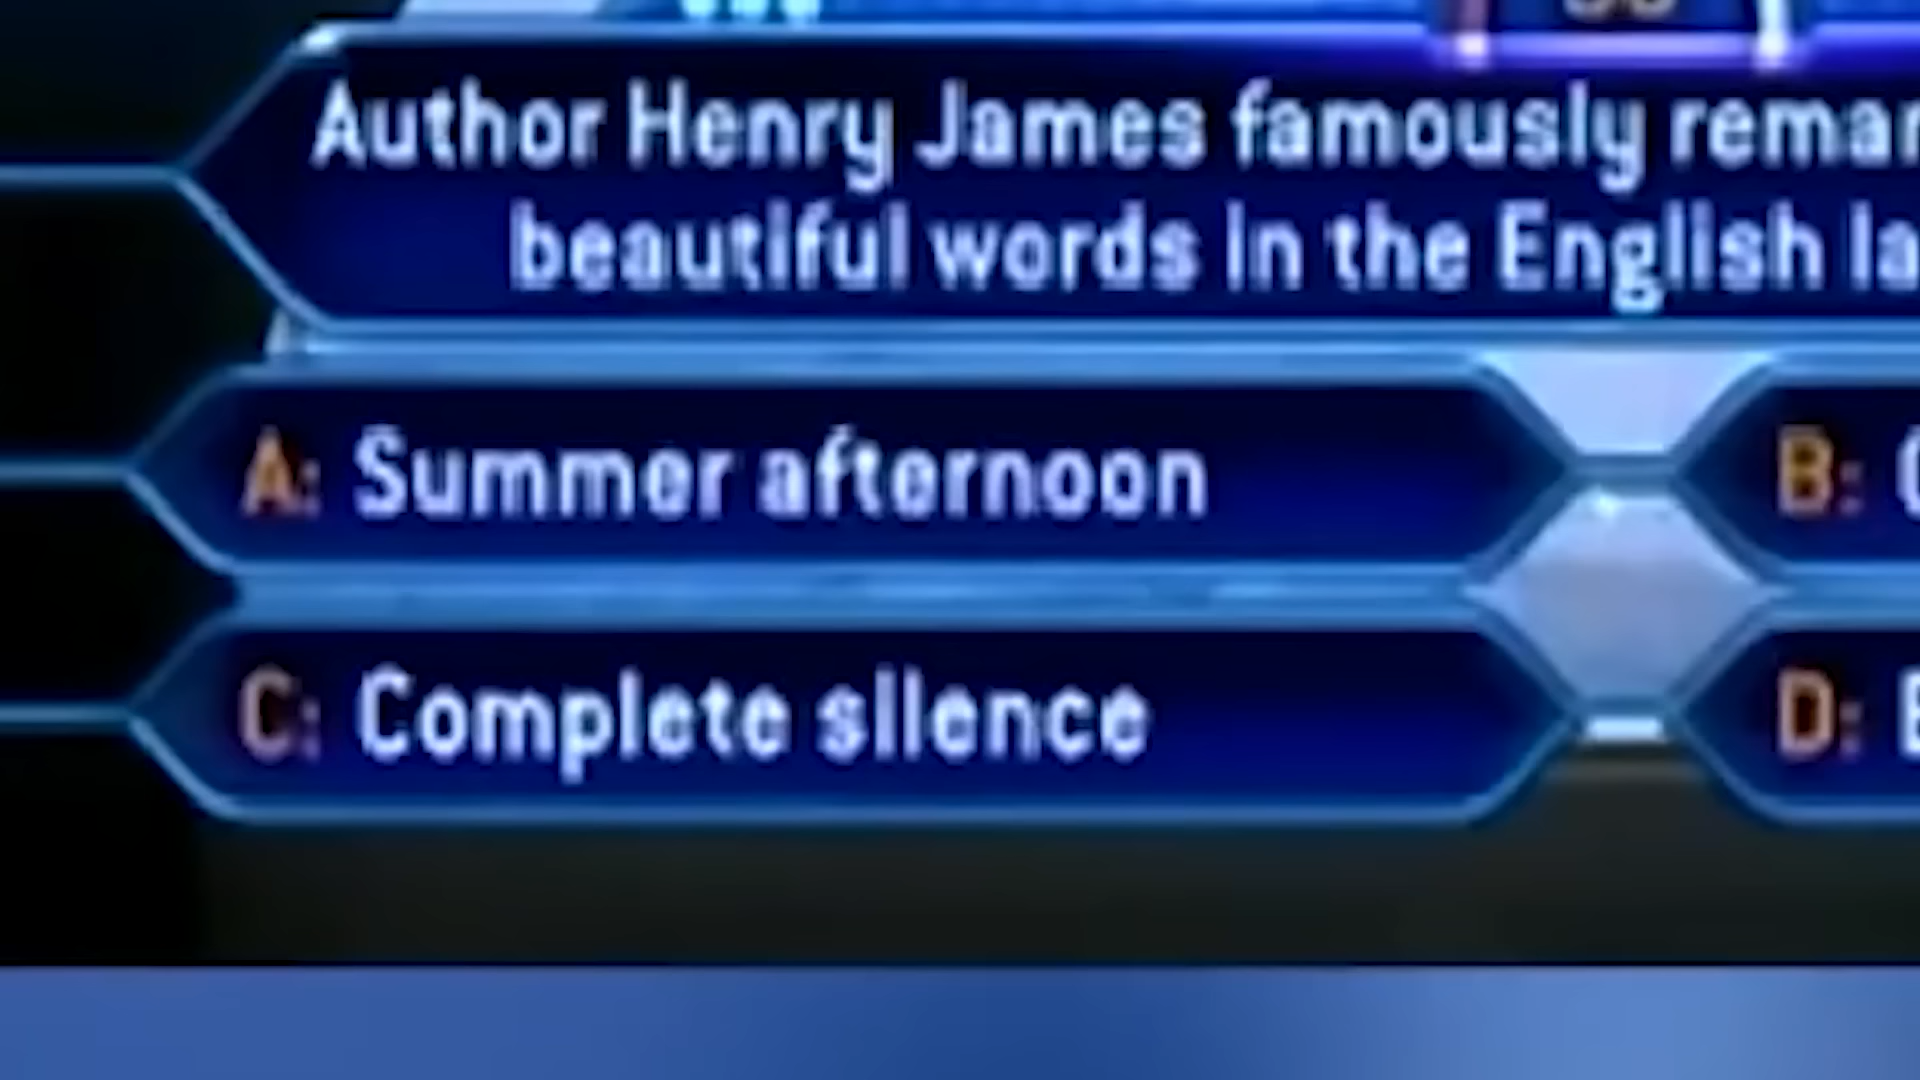 Author Henry James famously remar
beautiful words in the English la
A: Summer afternoon
B:
C: Complete silence
D: